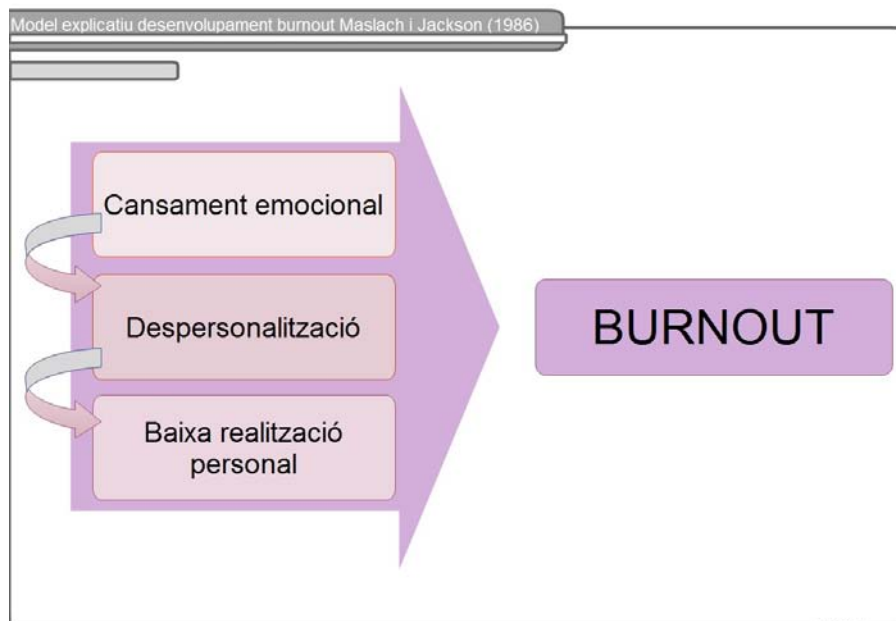 Model explicatiu desenvolupament burnout Maslach i Jackson (1986)
Cansament emocional
Despersonalització
Baixa realització
personal
BURNOUT